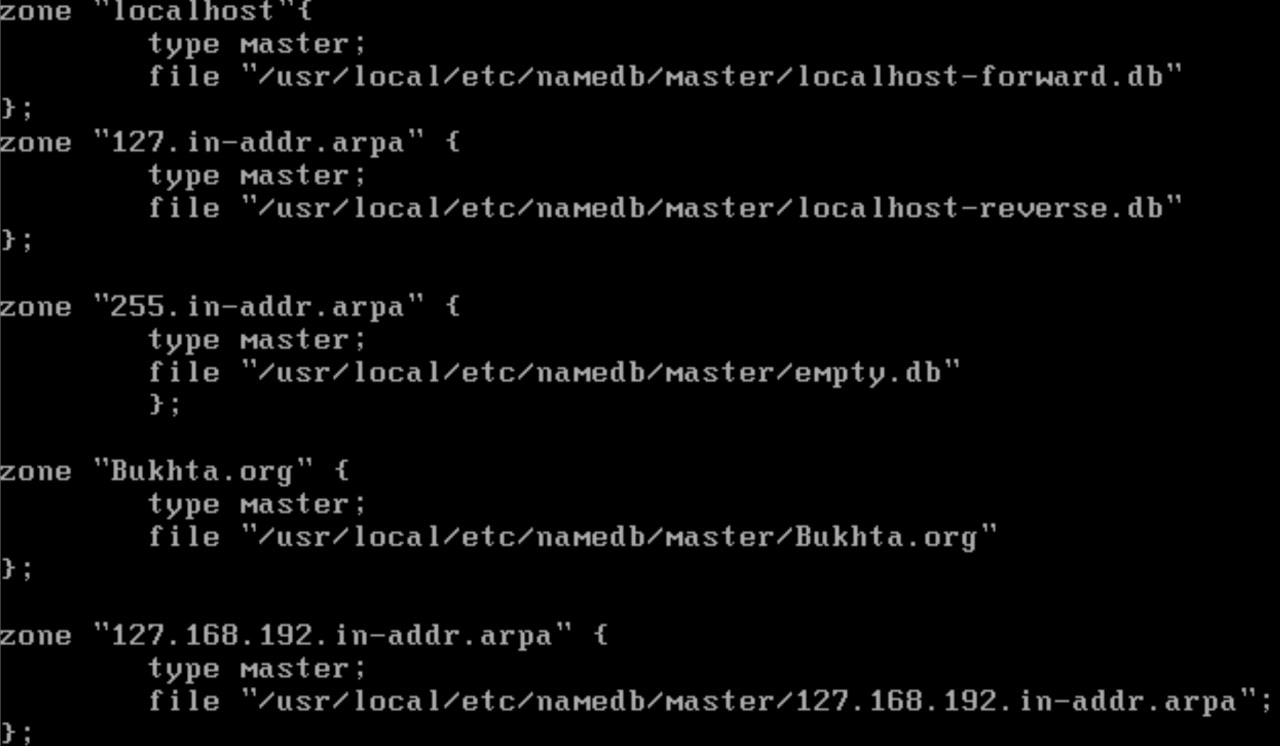 zone "localhost"{
type master;
file "/usr/local/etc/namedb/master/localhost-forward.db"
};
zone "127.in-addr.arpa" {
type master;
file "/usr/local/etc/namedb/master/localhost-reverse.db"
};
zone "255.in-addr.arpa" {
type master;
file "/usr/local/etc/namedb/master/empty.db"
};
zone "Bukhta.org" {
type master;
file "/usr/local/etc/namedb/master/Bukhta.org"
};
zone "127.168.192.in-addr.arpa" {
type master;
file "/usr/local/etc/namedb/master/127.168.192.in-addr.arpa";
};